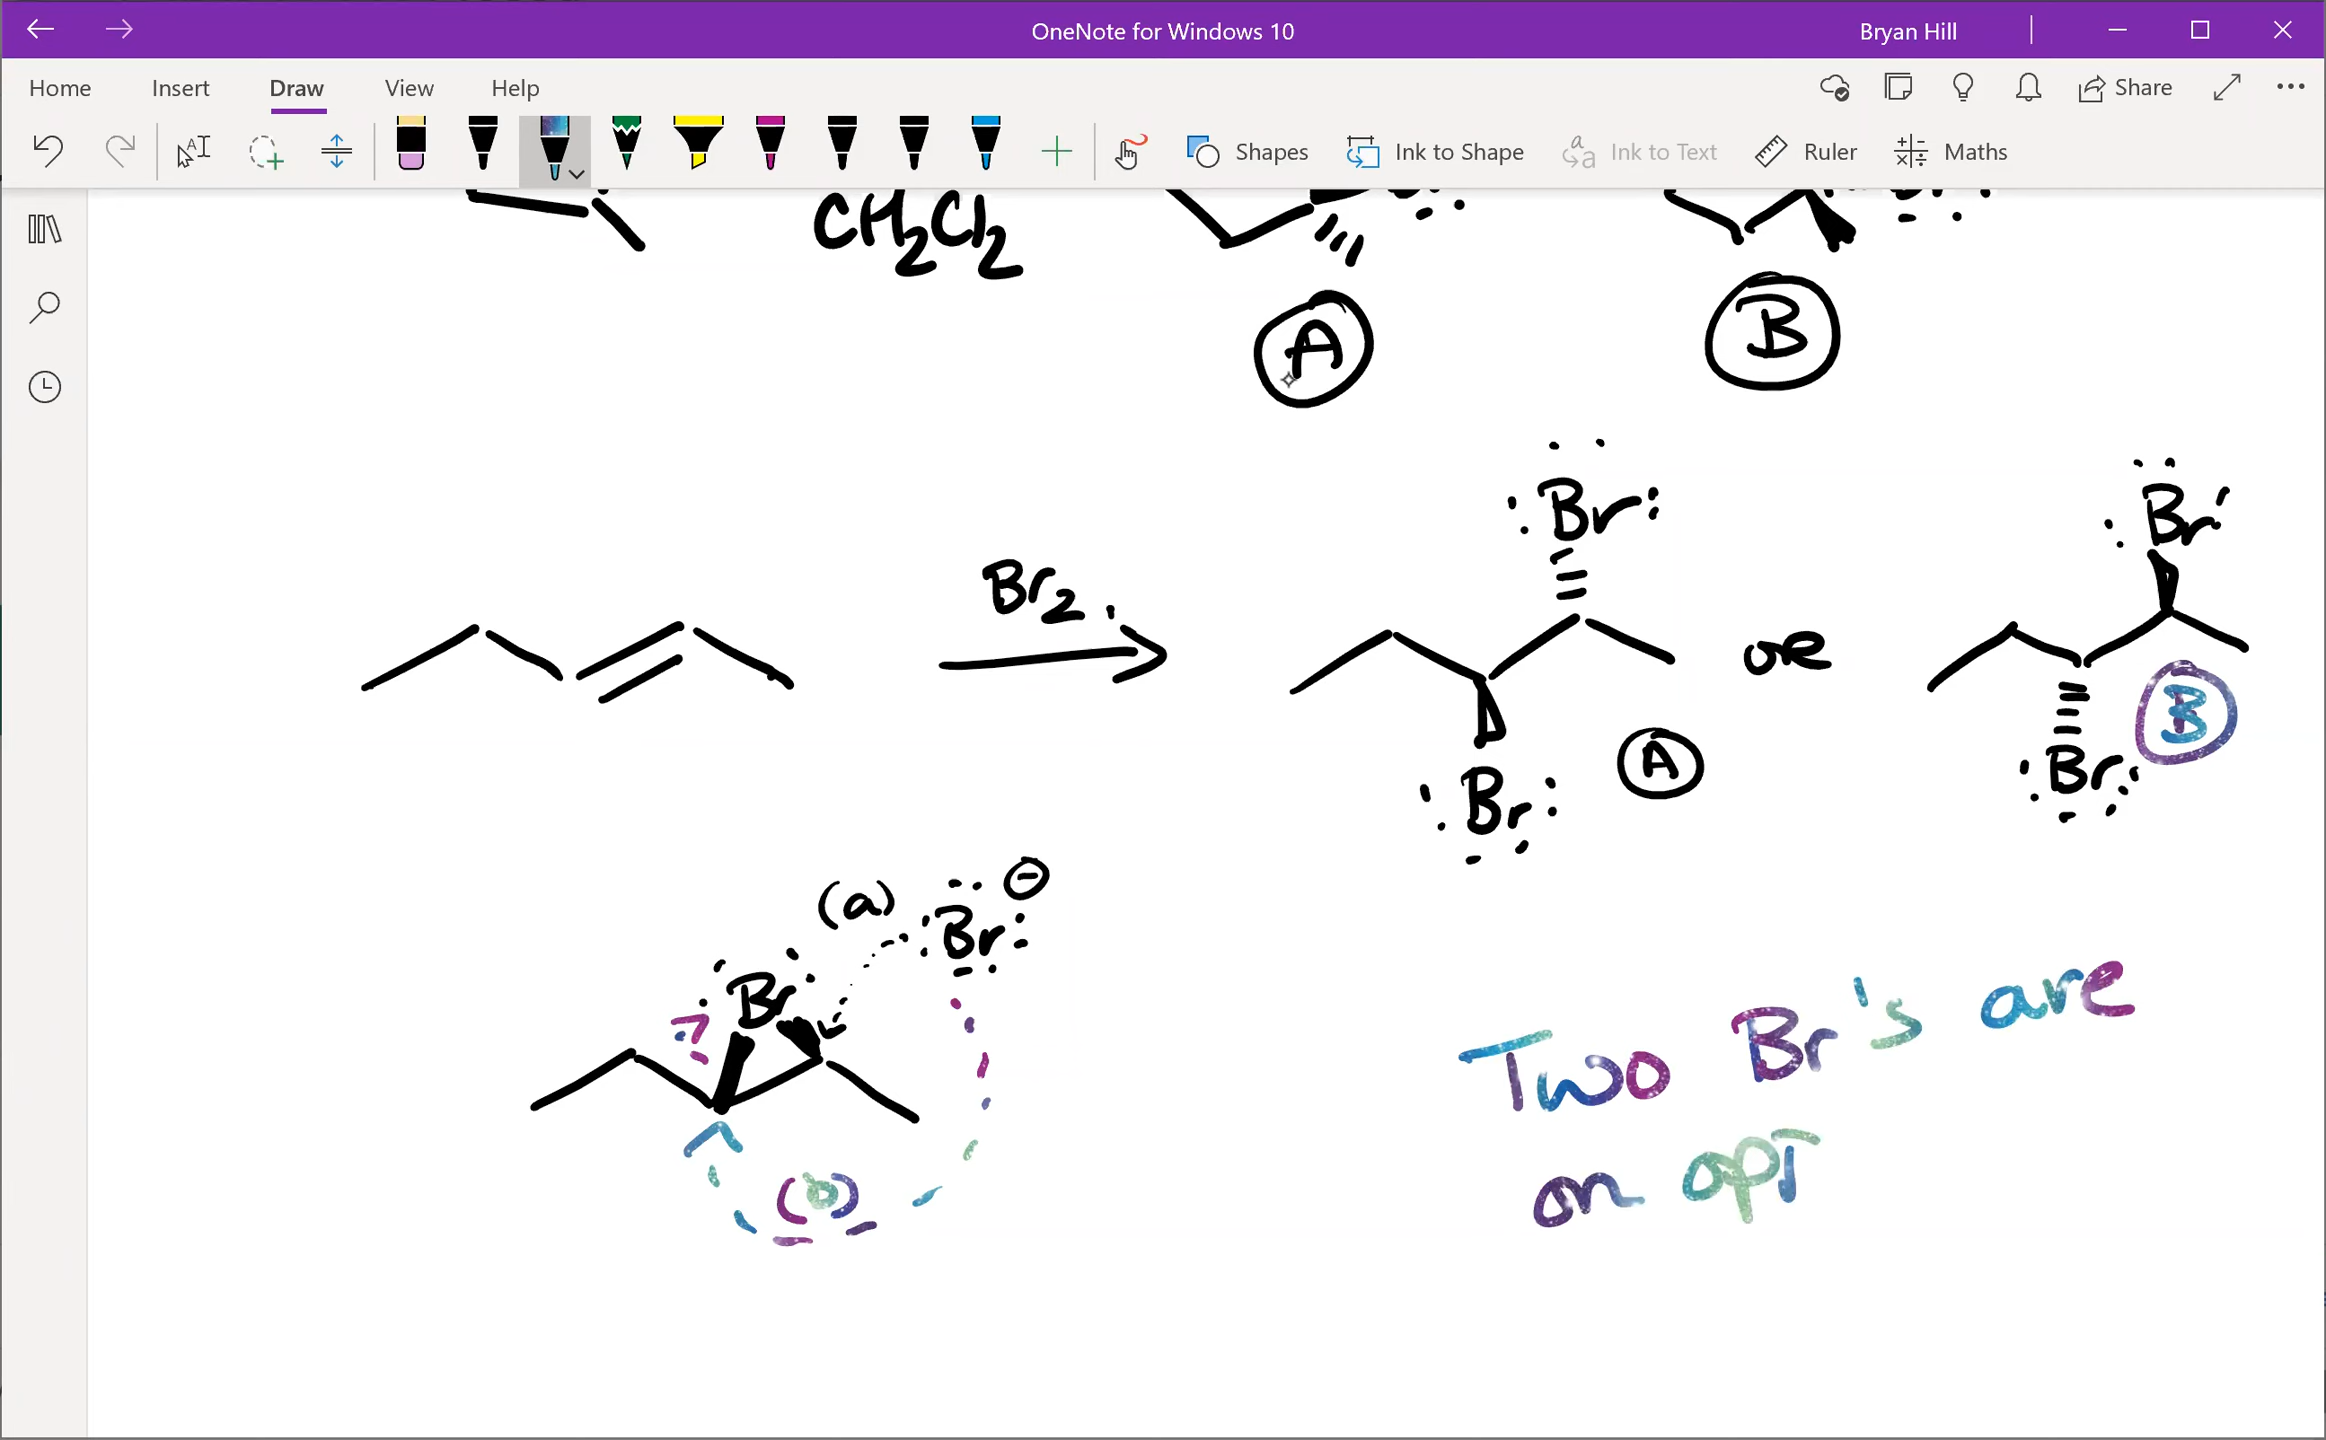 OneNote for Windows 10
Bryan Hill
Home Insert Draw View Help
Share
Shapes Ink to Shape Ink to Text Ruler Maths
CH2Cl2
A
B
Br2
:Br:
or
Br
A
B
:Br:
Br:
(a)
:Br:
⊖
Br
(b)
Two Br's are
on opp